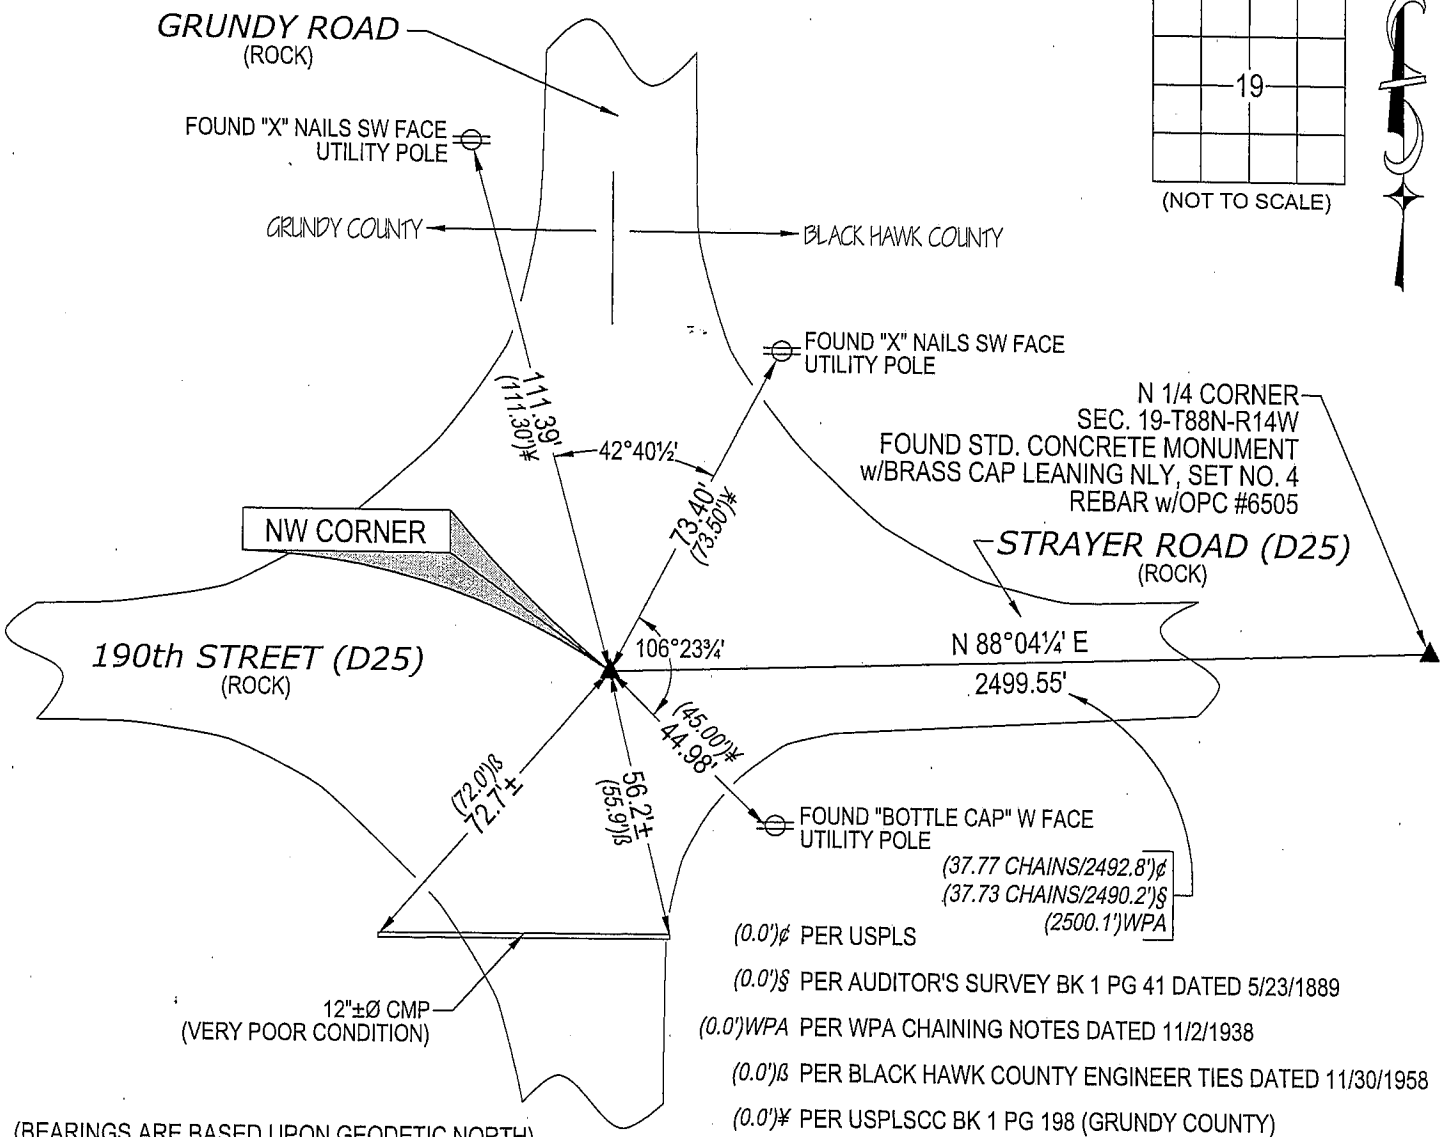 GRUNDY ROAD
(ROCK)
19
(NOT TO SCALE)
FOUND "X" NAILS SW FACE
UTILITY POLE
GRUNDY COUNTY
BLACK HAWK COUNTY
FOUND "X" NAILS SW FACE
UTILITY POLE
N 1/4 CORNER
SEC. 19-T88N-R14W
FOUND STD. CONCRETE MONUMENT
w/BRASS CAP LEANING NLY, SET NO. 4
REBAR w/OPC #6505
111.39'
(111.30')¥
42°40½'
73.40'
(73.50')¥
NW CORNER
STRAYER ROAD (D25)
(ROCK)
190th STREET (D25)
(ROCK)
106°23¾'
N 88°04¼' E
2499.55'
(45.00')¥
44.98'
(72.0')ß
72.7'±
56.2'±
(55.9')ß
FOUND "BOTTLE CAP" W FACE
UTILITY POLE
(37.77 CHAINS/2492.8')¢
(37.73 CHAINS/2490.2')§
(2500.1')WPA
12"±Ø CMP
(VERY POOR CONDITION)
(0.0')¢ PER USPLS
(0.0')§ PER AUDITOR'S SURVEY BK 1 PG 41 DATED 5/23/1889
(0.0')WPA PER WPA CHAINING NOTES DATED 11/2/1938
(0.0')ß PER BLACK HAWK COUNTY ENGINEER TIES DATED 11/30/1958
(0.0')¥ PER USPLSCC BK 1 PG 198 (GRUNDY COUNTY)
(BEARINGS ARE BASED UPON GEODETIC NORTH)